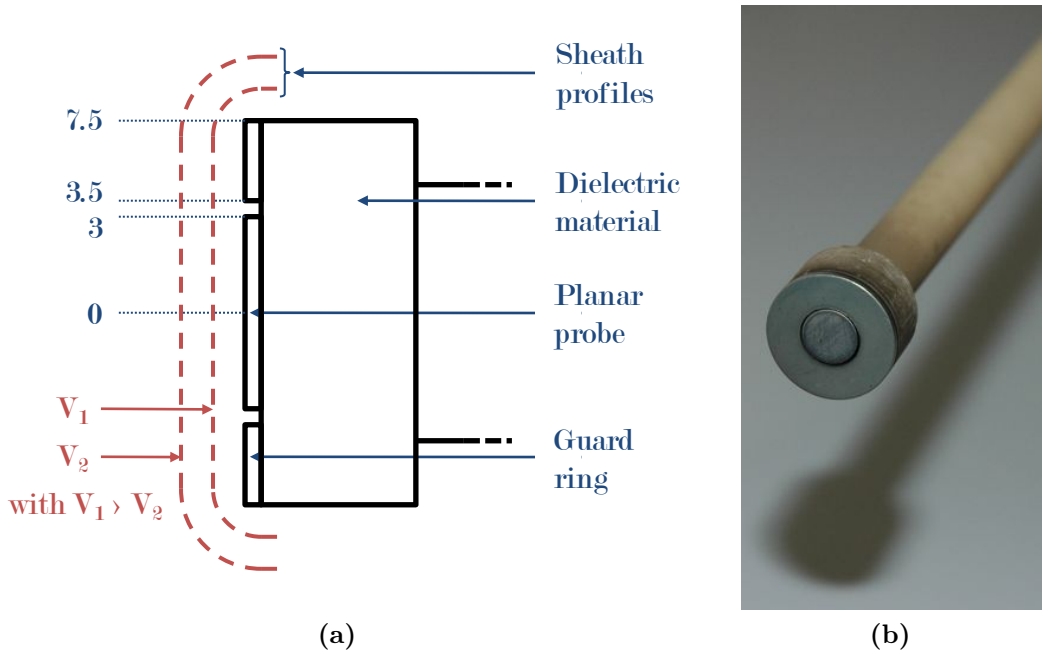 Sheath
profiles
7.5
3.5
3
Dielectric
material
0
Planar
probe
V₁
V₂
with V₁ › V₂
Guard
ring
(a)
(b)